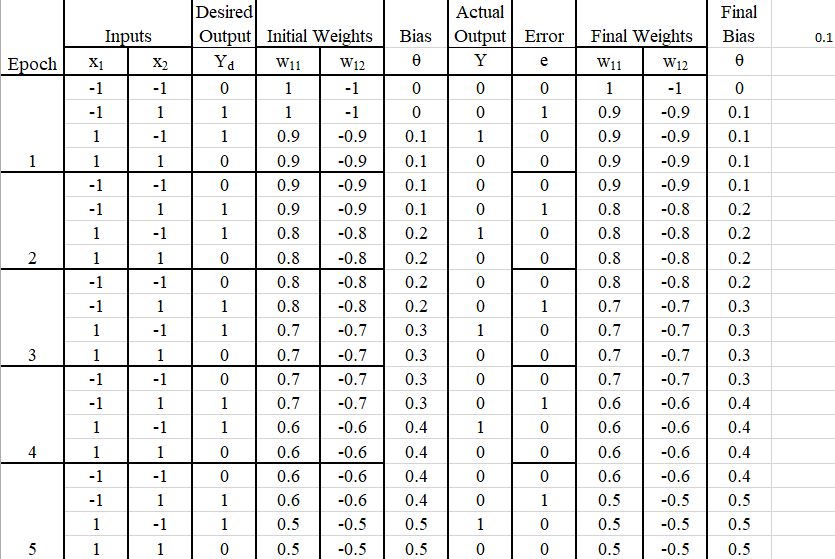 Desired Actual Final
Inputs Output Initial Weights Bias Output Error Final Weights Bias 0.1
Epoch x1 x2 Yd w11 w12 θ Y e w11 w12 θ
-1 -1 0 1 -1 0 0 0 1 -1 0
-1 1 1 1 -1 0 0 1 0.9 -0.9 0.1
1 -1 1 0.9 -0.9 0.1 1 0 0.9 -0.9 0.1
1 1 1 0 0.9 -0.9 0.1 0 0 0.9 -0.9 0.1
-1 -1 0 0.9 -0.9 0.1 0 0 0.9 -0.9 0.1
-1 1 1 0.9 -0.9 0.1 0 1 0.8 -0.8 0.2
1 -1 1 0.8 -0.8 0.2 1 0 0.8 -0.8 0.2
2 1 1 0 0.8 -0.8 0.2 0 0 0.8 -0.8 0.2
-1 -1 0 0.8 -0.8 0.2 0 0 0.8 -0.8 0.2
-1 1 1 0.8 -0.8 0.2 0 1 0.7 -0.7 0.3
1 -1 1 0.7 -0.7 0.3 1 0 0.7 -0.7 0.3
3 1 1 0 0.7 -0.7 0.3 0 0 0.7 -0.7 0.3
-1 -1 0 0.7 -0.7 0.3 0 0 0.7 -0.7 0.3
-1 1 1 0.7 -0.7 0.3 0 1 0.6 -0.6 0.4
1 -1 1 0.6 -0.6 0.4 1 0 0.6 -0.6 0.4
4 1 1 0 0.6 -0.6 0.4 0 0 0.6 -0.6 0.4
-1 -1 0 0.6 -0.6 0.4 0 0 0.6 -0.6 0.4
-1 1 1 0.6 -0.6 0.4 0 1 0.5 -0.5 0.5
1 -1 1 0.5 -0.5 0.5 1 0 0.5 -0.5 0.5
5 1 1 0 0.5 -0.5 0.5 0 0 0.5 -0.5 0.5